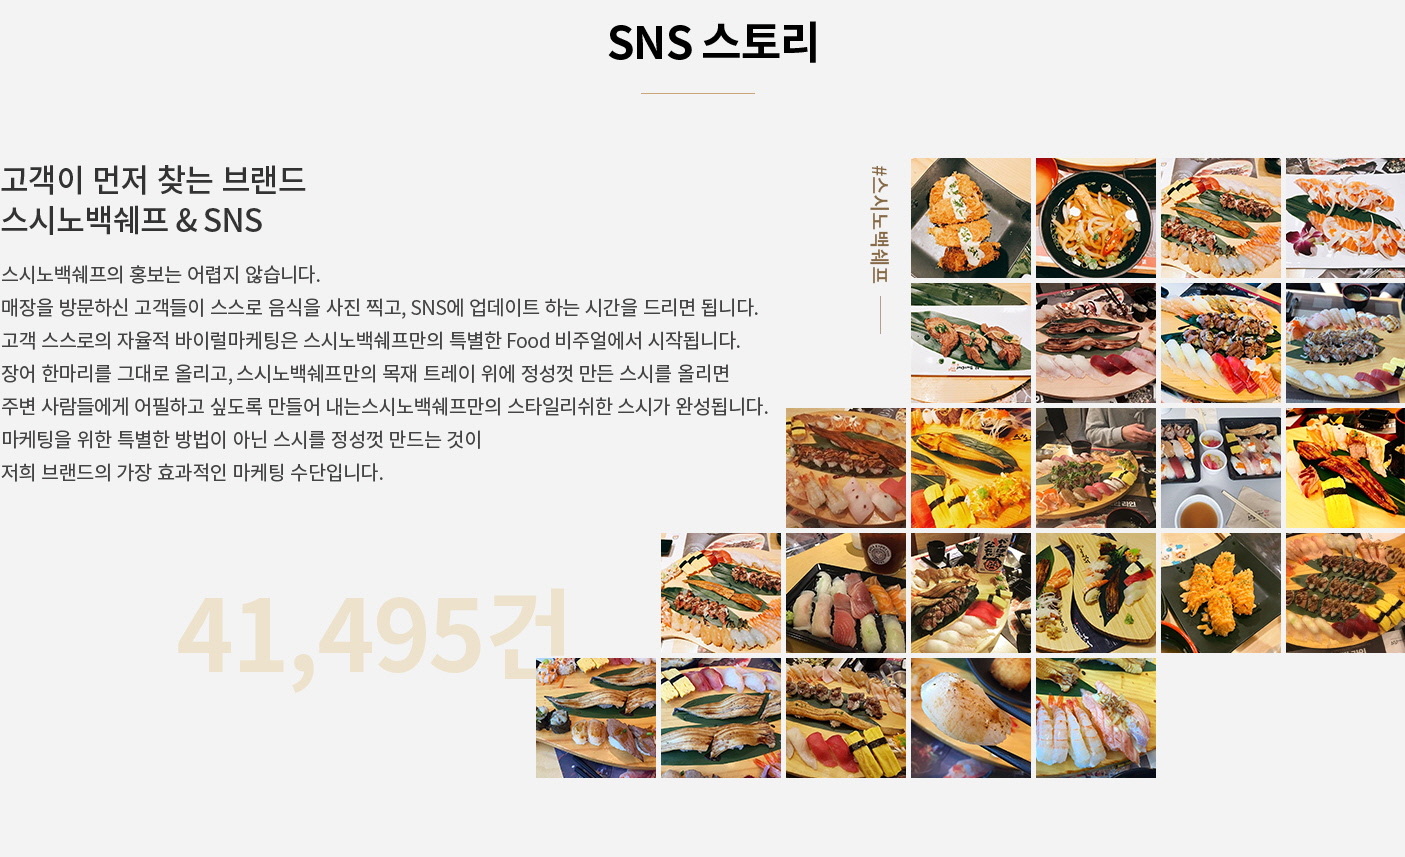 SNS 스토리
고객이 먼저 찾는 브랜드
스시노백쉐프 & SNS
스시노백쉐프의 홍보는 어렵지 않습니다.
매장을 방문하신 고객들이 스스로 음식을 사진 찍고, SNS에 업데이트 하는 시간을 드리면 됩니다.
고객 스스로의 자율적 바이럴마케팅은 스시노백쉐프만의 특별한 Food 비주얼에서 시작됩니다.
장어 한마리를 그대로 올리고, 스시노백쉐프만의 목재 트레이 위에 정성껏 만든 스시를 올리면
주변 사람들에게 어필하고 싶도록 만들어 내는스시노백쉐프만의 스타일리쉬한 스시가 완성됩니다.
마케팅을 위한 특별한 방법이 아닌 스시를 정성껏 만드는 것이
저희 브랜드의 가장 효과적인 마케팅 수단입니다.
#스시노백쉐프
41,495건